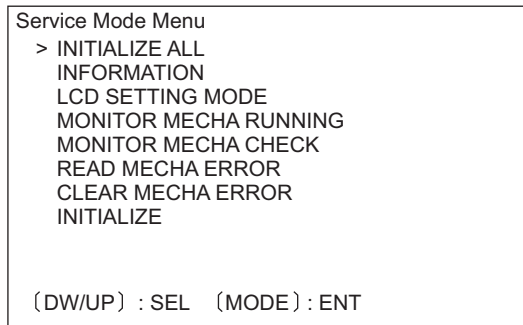 Service Mode Menu
> INITIALIZE ALL
INFORMATION
LCD SETTING MODE
MONITOR MECHA RUNNING
MONITOR MECHA CHECK
READ MECHA ERROR
CLEAR MECHA ERROR
INITIALIZE
〔DW/UP〕 : SEL 〔MODE〕: ENT